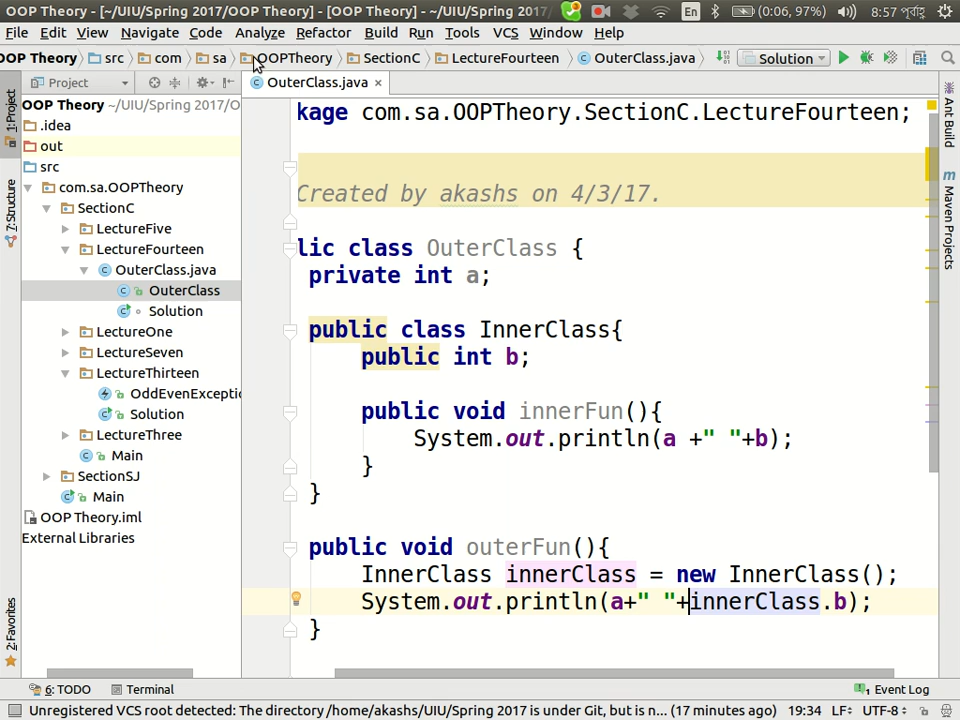 OOP Theory - [~/UIU/Spring 2017/OOP Theory] - [OOP Theory] - ~/UIU/Spring 2017/ En (0:06, 97%) 8:57 পূর্বাহ্
File Edit View Navigate Code Analyze Refactor Build Run Tools VCS Window Help
OOP Theory src com sa OOPTheory SectionC LectureFourteen OuterClass.java Solution
Project OuterClass.java ×
1: Project
7: Structure
2: Favorites
OOP Theory ~/UIU/Spring 2017/O
.idea
out
src
com.sa.OOPTheory
SectionC
LectureFive
LectureFourteen
OuterClass.java
OuterClass
Solution
LectureOne
LectureSeven
LectureThirteen
OddEvenExceptio
Solution
LectureThree
Main
SectionSJ
Main
OOP Theory.iml
External Libraries
kage com.sa.OOPTheory.SectionC.LectureFourteen;
Created by akashs on 4/3/17.
lic class OuterClass {
private int a;
public class InnerClass{
public int b;
public void innerFun(){
System.out.println(a +" "+b);
}
}
public void outerFun(){
InnerClass innerClass = new InnerClass();
System.out.println(a+" "+innerClass.b);
}
Ant Build
Maven Projects
6: TODO Terminal Event Log
Unregistered VCS root detected: The directory /home/akashs/UIU/Spring 2017 is under Git, but is n... (17 minutes ago) 19:34 LF UTF-8